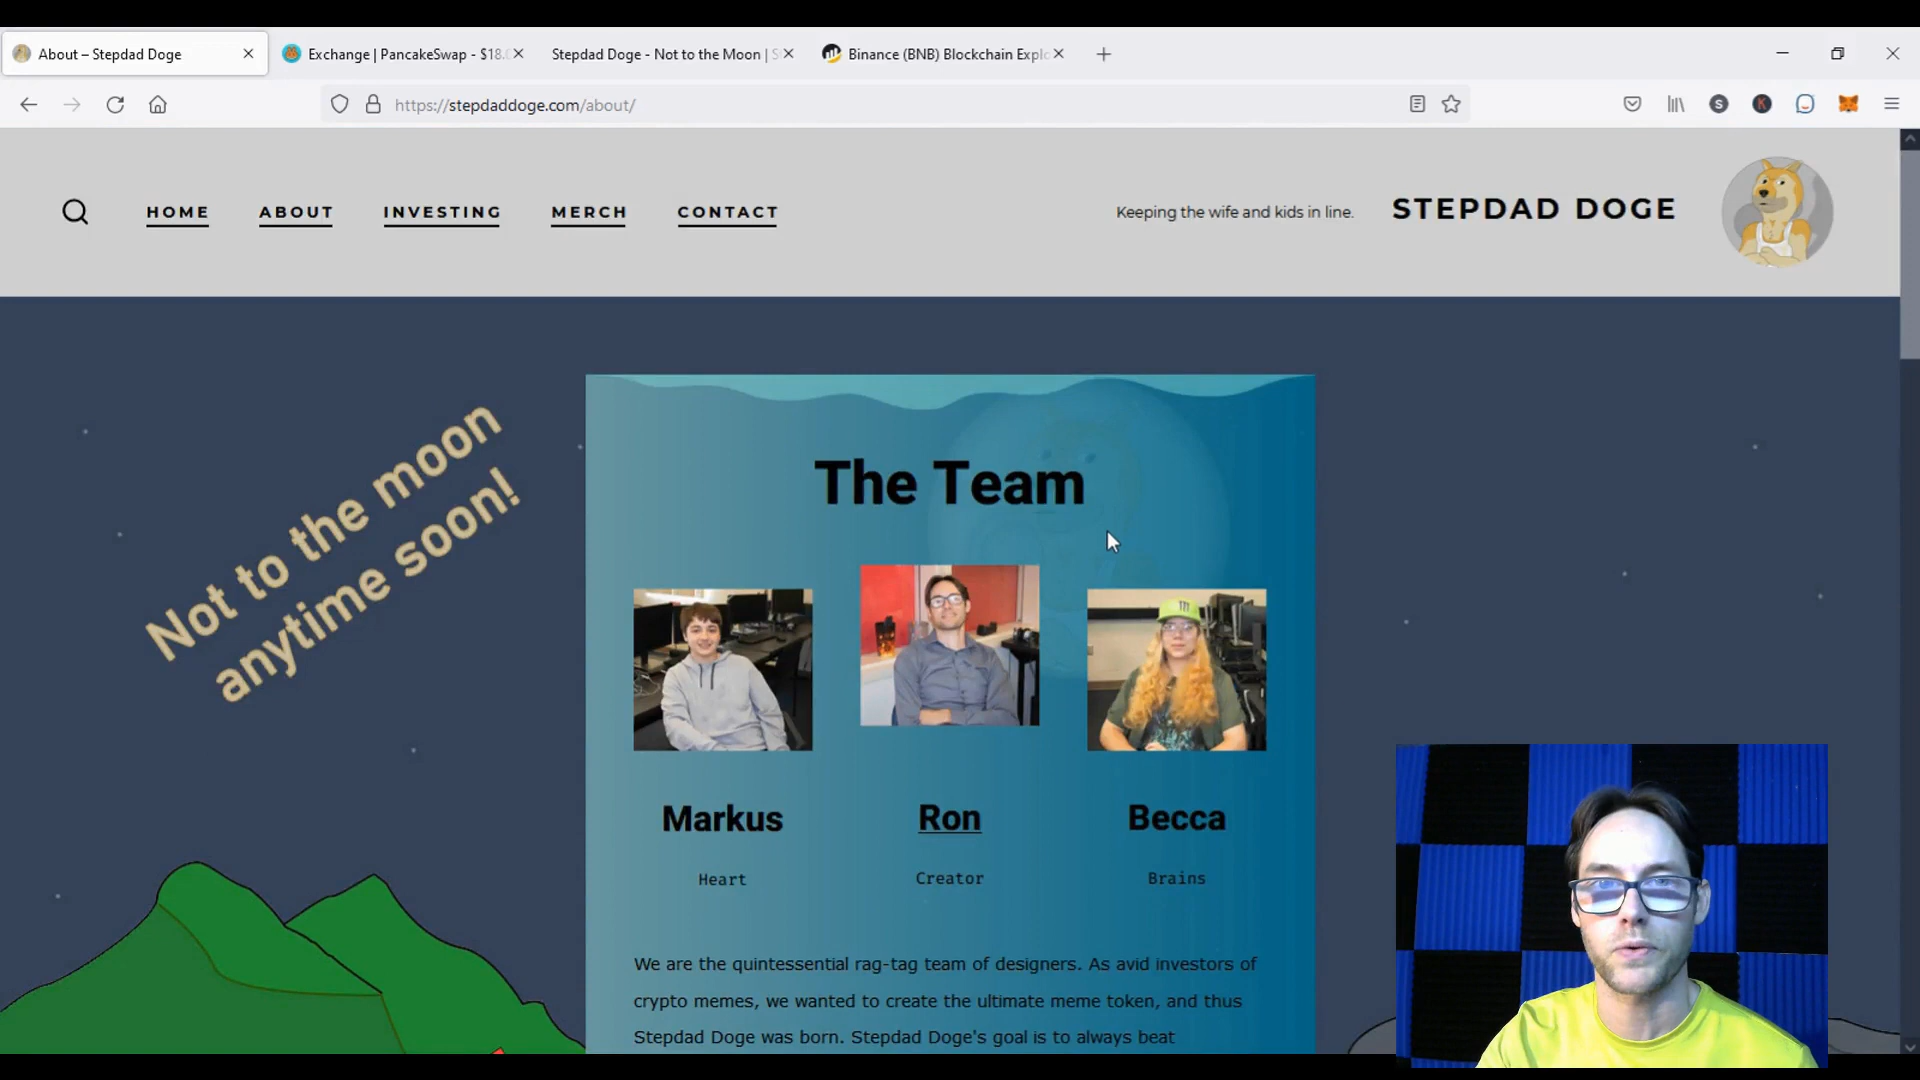 About – Stepdad Doge
Exchange | PancakeSwap - $18.
Stepdad Doge - Not to the Moon |
Binance (BNB) Blockchain Explo
https://stepdaddoge.com/about/
S
K
HOME
ABOUT
INVESTING
MERCH
CONTACT
Keeping the wife and kids in line.
STEPDAD DOGE
Not to the moon
anytime soon!
The Team
Markus
Ron
Becca
Heart
Creator
Brains
We are the quintessential rag-tag team of designers. As avid investors of
crypto memes, we wanted to create the ultimate meme token, and thus
Stepdad Doge was born. Stepdad Doge's goal is to always beat